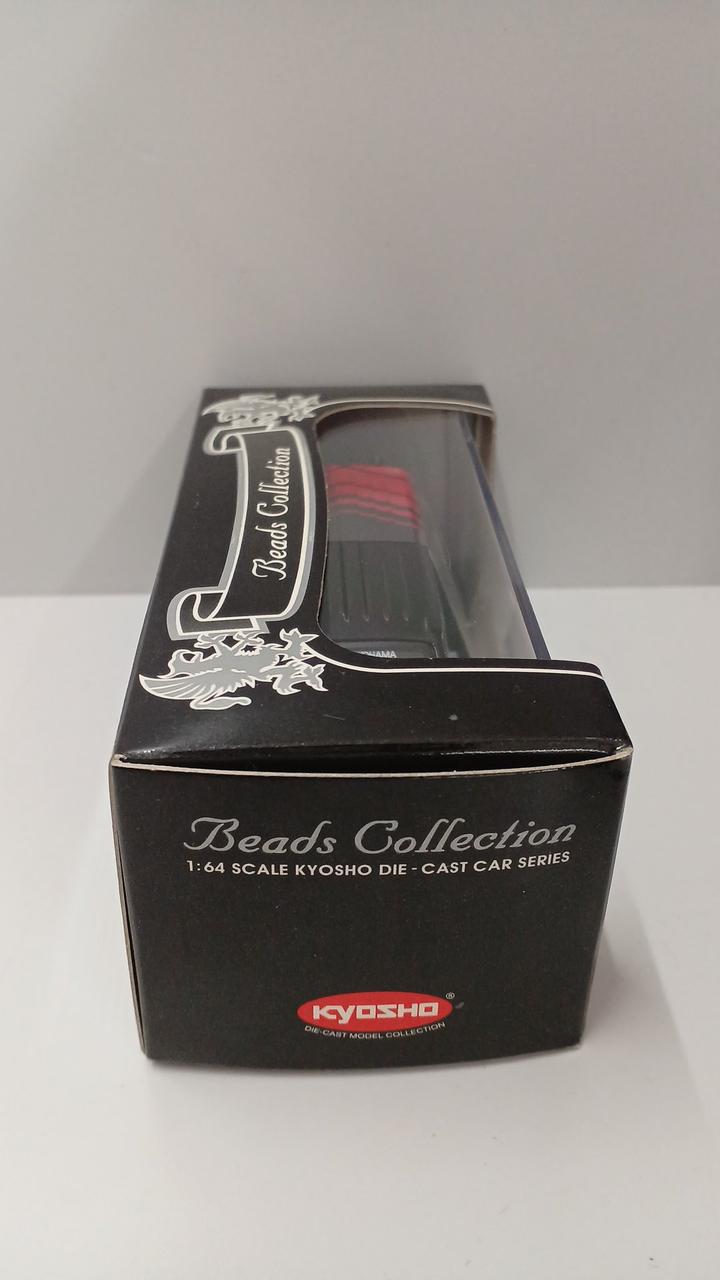 Beads Collection
Beads Collection
1:64 SCALE KYOSHO DIE-CAST CAR SERIES
KYOSHO ®
DIE-CAST MODEL COLLECTION